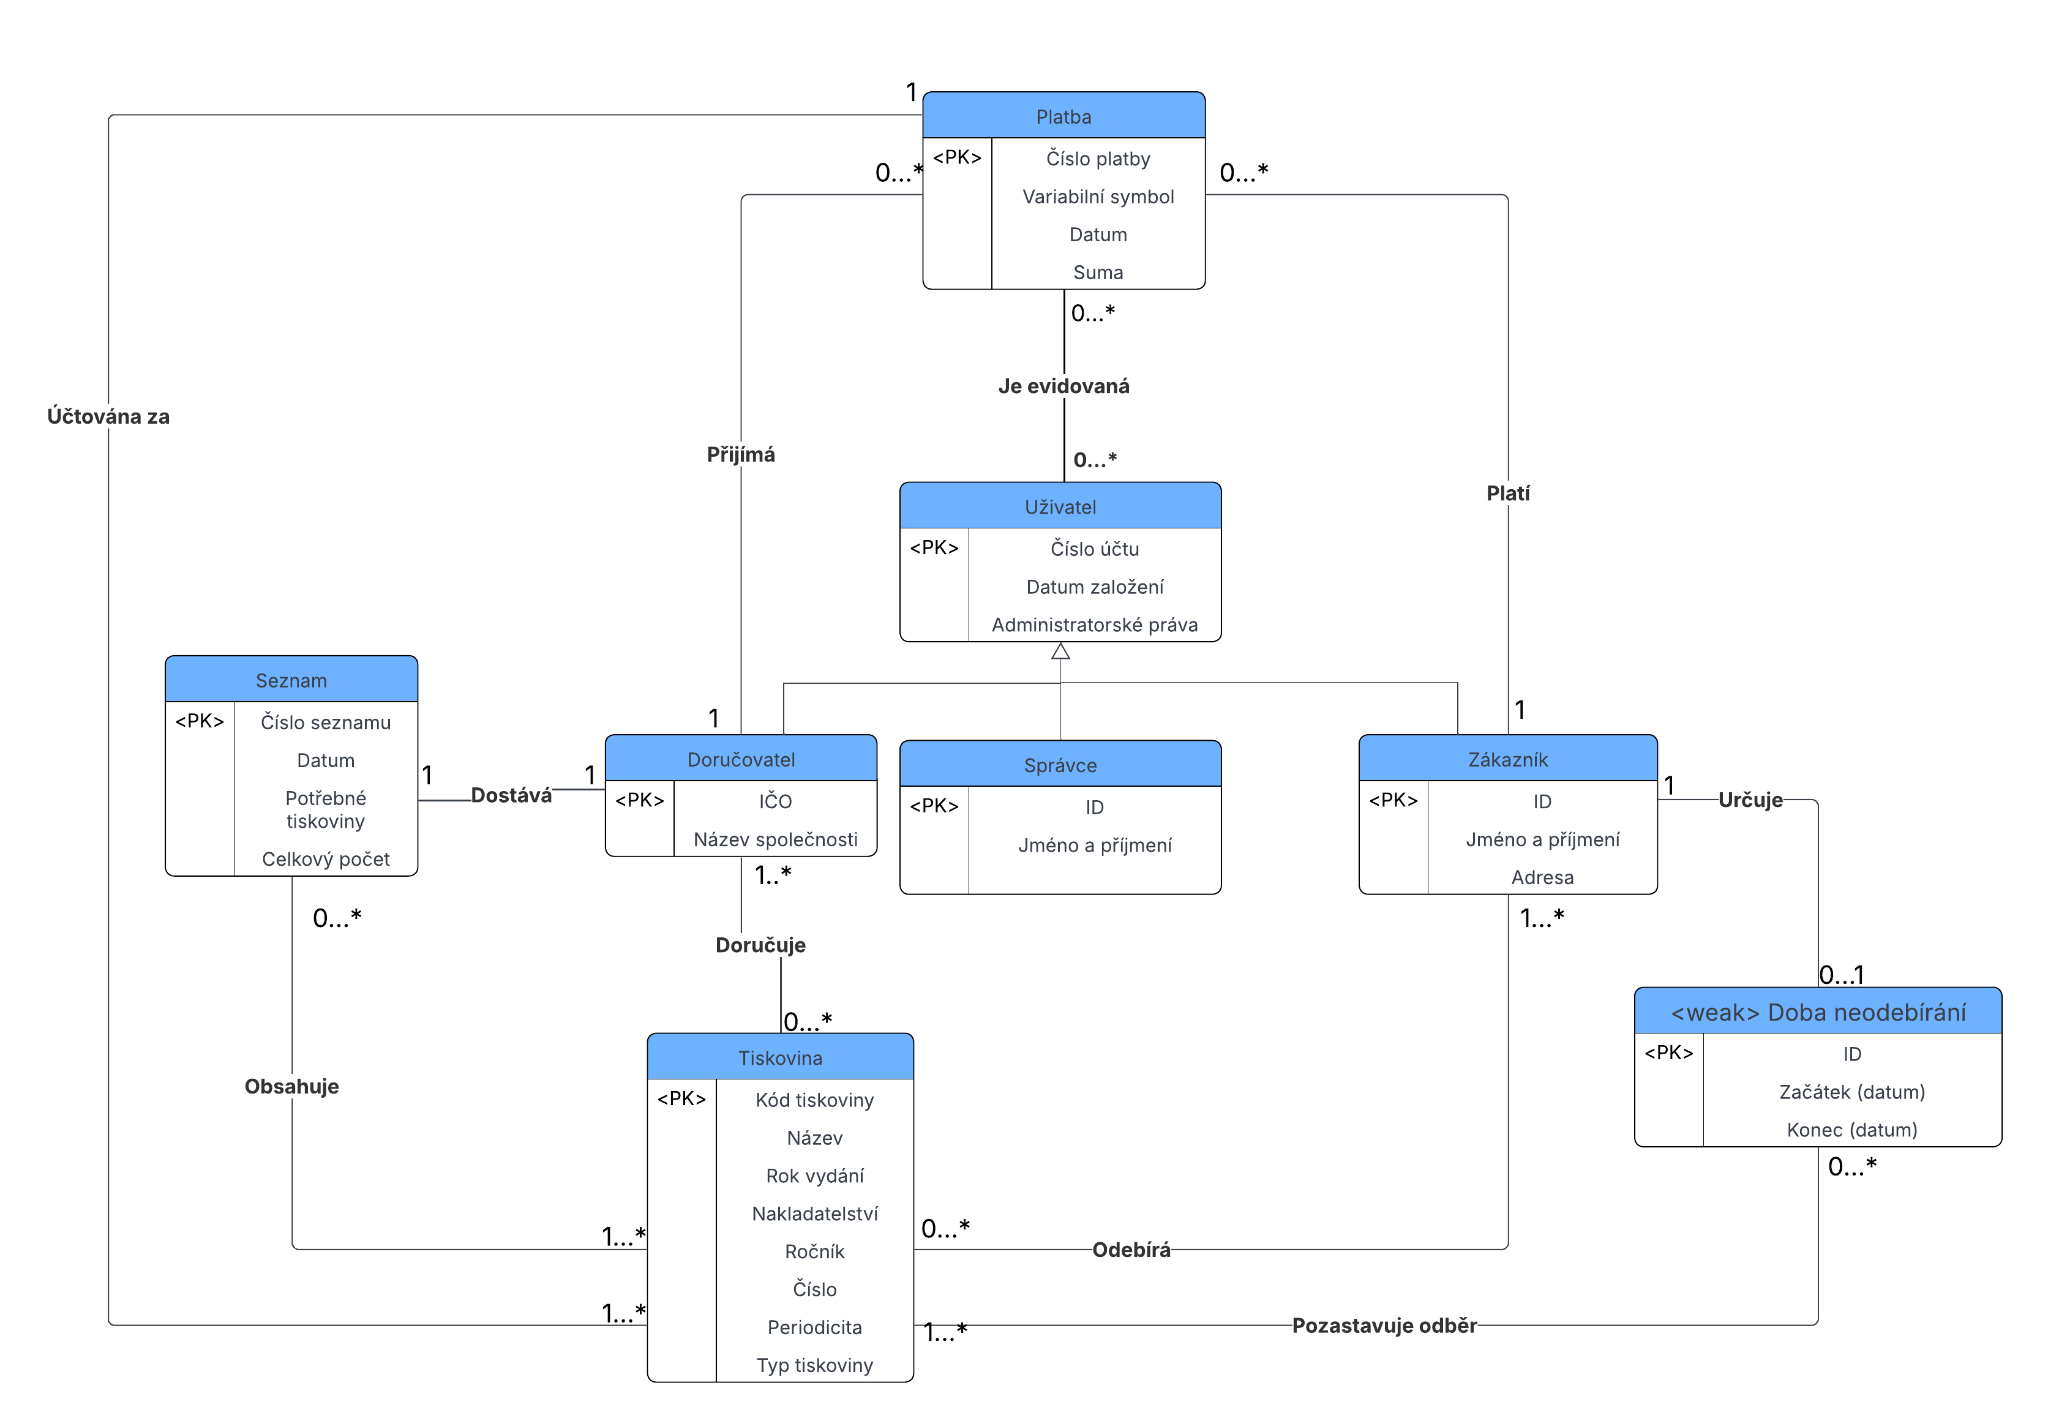 1
Platba
<PK>
Číslo platby
Variabilní symbol
Datum
Suma
0...*
0...*
0...*
Je evidovaná
0...*
Účtována za
Přijímá
Platí
Uživatel
<PK>
Číslo účtu
Datum založení
Administratorské práva
Seznam
<PK>
Číslo seznamu
Datum
Potřebné
tiskoviny
Celkový počet
1
Dostává
1
1
Doručovatel
<PK>
IČO
Název společnosti
Správce
<PK>
ID
Jméno a příjmení
1
Zákazník
<PK>
ID
Jméno a příjmení
Adresa
1
Určuje
0...1
0...*
1..*
Doručuje
0...*
1...*
<weak> Doba neodebírání
<PK>
ID
Začátek (datum)
Konec (datum)
0...*
Obsahuje
Tiskovina
<PK>
Kód tiskoviny
Název
Rok vydání
Nakladatelství
Ročník
Číslo
Periodicita
Typ tiskoviny
1...*
1...*
0...*
Odebírá
1...*
Pozastavuje odběr